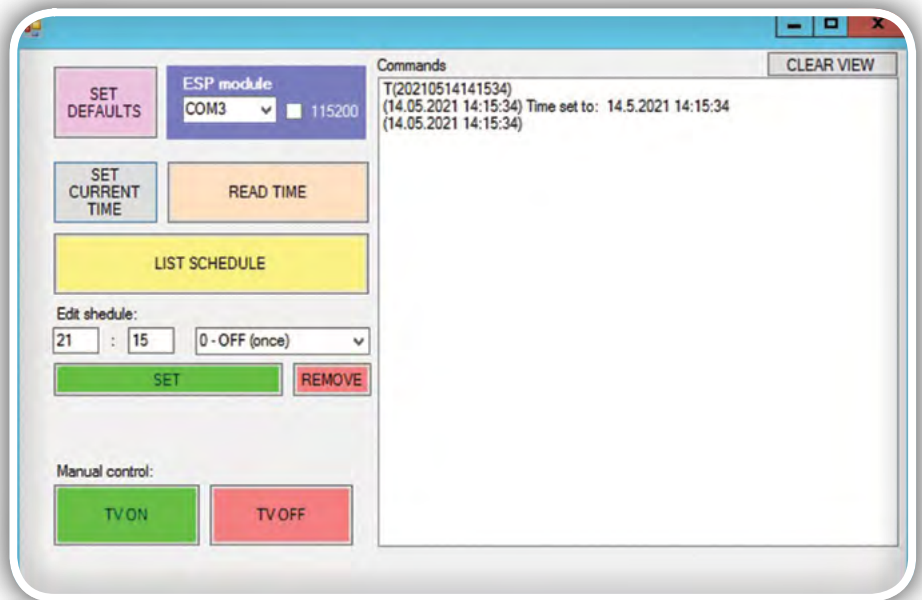 SET
DEFAULTS
ESP module
COM3
115200
SET
CURRENT
TIME
READ TIME
LIST SCHEDULE
Edit shedule:
21 : 15 0 - OFF (once)
SET
REMOVE
Manual control:
TV ON
TV OFF
Commands
CLEAR VIEW
T(20210514141534)
(14.05.2021 14:15:34) Time set to: 14.5.2021 14:15:34
(14.05.2021 14:15:34)